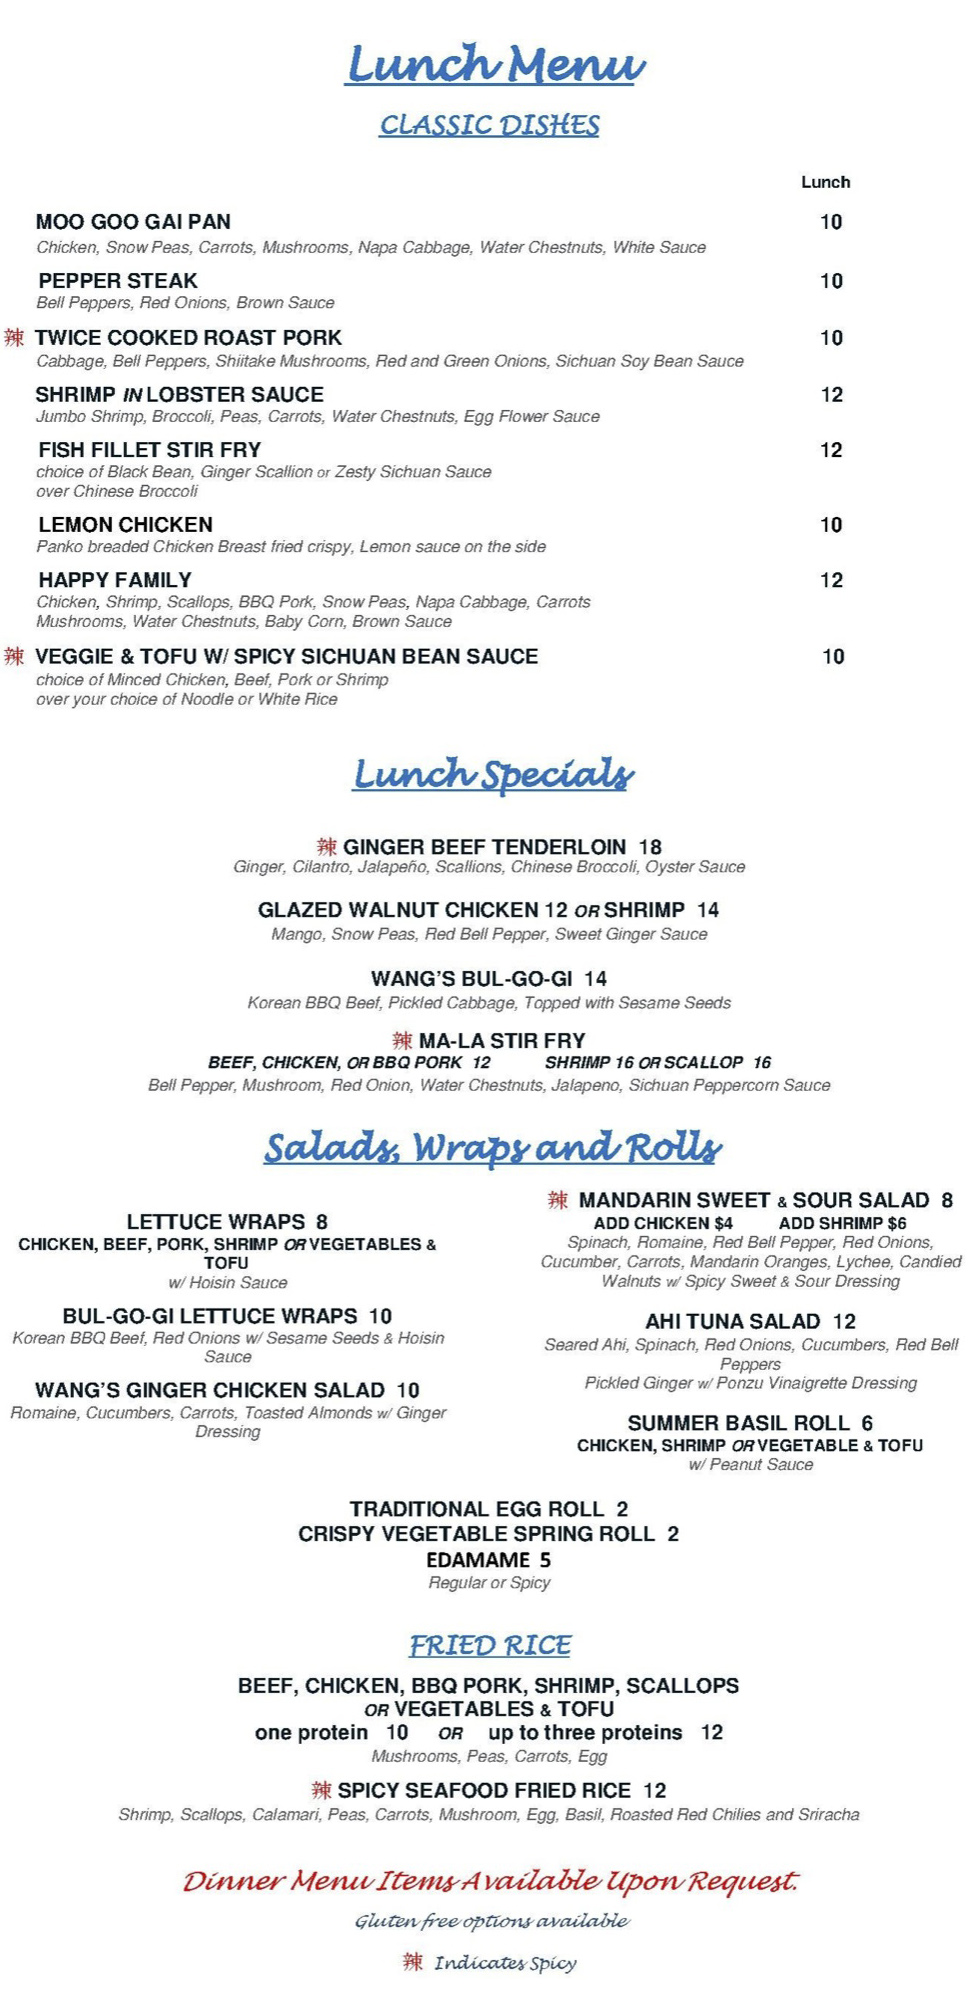 Lunch Menu
CLASSIC DISHES
Lunch
MOO GOO GAI PAN 10
Chicken, Snow Peas, Carrots, Mushrooms, Napa Cabbage, Water Chestnuts, White Sauce
PEPPER STEAK 10
Bell Peppers, Red Onions, Brown Sauce
辣 TWICE COOKED ROAST PORK 10
Cabbage, Bell Peppers, Shiitake Mushrooms, Red and Green Onions, Sichuan Soy Bean Sauce
SHRIMP IN LOBSTER SAUCE 12
Jumbo Shrimp, Broccoli, Peas, Carrots, Water Chestnuts, Egg Flower Sauce
FISH FILLET STIR FRY 12
choice of Black Bean, Ginger Scallion or Zesty Sichuan Sauce
over Chinese Broccoli
LEMON CHICKEN 10
Panko breaded Chicken Breast fried crispy, Lemon sauce on the side
HAPPY FAMILY 12
Chicken, Shrimp, Scallops, BBQ Pork, Snow Peas, Napa Cabbage, Carrots
Mushrooms, Water Chestnuts, Baby Corn, Brown Sauce
辣 VEGGIE & TOFU W/ SPICY SICHUAN BEAN SAUCE 10
choice of Minced Chicken, Beef, Pork or Shrimp
over your choice of Noodle or White Rice
Lunch Specials
辣 GINGER BEEF TENDERLOIN 18
Ginger, Cilantro, Jalapeño, Scallions, Chinese Broccoli, Oyster Sauce
GLAZED WALNUT CHICKEN 12 OR SHRIMP 14
Mango, Snow Peas, Red Bell Pepper, Sweet Ginger Sauce
WANG'S BUL-GO-GI 14
Korean BBQ Beef, Pickled Cabbage, Topped with Sesame Seeds
辣 MA-LA STIR FRY
BEEF, CHICKEN, OR BBQ PORK 12 SHRIMP 16 OR SCALLOP 16
Bell Pepper, Mushroom, Red Onion, Water Chestnuts, Jalapeno, Sichuan Peppercorn Sauce
Salads, Wraps and Rolls
LETTUCE WRAPS 8
CHICKEN, BEEF, PORK, SHRIMP OR VEGETABLES &
TOFU
w/ Hoisin Sauce
BUL-GO-GI LETTUCE WRAPS 10
Korean BBQ Beef, Red Onions w/ Sesame Seeds & Hoisin
Sauce
WANG'S GINGER CHICKEN SALAD 10
Romaine, Cucumbers, Carrots, Toasted Almonds w/ Ginger
Dressing
辣 MANDARIN SWEET & SOUR SALAD 8
ADD CHICKEN $4 ADD SHRIMP $6
Spinach, Romaine, Red Bell Pepper, Red Onions,
Cucumber, Carrots, Mandarin Oranges, Lychee, Candied
Walnuts w/ Spicy Sweet & Sour Dressing
AHI TUNA SALAD 12
Seared Ahi, Spinach, Red Onions, Cucumbers, Red Bell
Peppers
Pickled Ginger w/ Ponzu Vinaigrette Dressing
SUMMER BASIL ROLL 6
CHICKEN, SHRIMP OR VEGETABLE & TOFU
w/ Peanut Sauce
TRADITIONAL EGG ROLL 2
CRISPY VEGETABLE SPRING ROLL 2
EDAMAME 5
Regular or Spicy
FRIED RICE
BEEF, CHICKEN, BBQ PORK, SHRIMP, SCALLOPS
OR VEGETABLES & TOFU
one protein 10 OR up to three proteins 12
Mushrooms, Peas, Carrots, Egg
辣 SPICY SEAFOOD FRIED RICE 12
Shrimp, Scallops, Calamari, Peas, Carrots, Mushroom, Egg, Basil, Roasted Red Chilies and Sriracha
Dinner Menu Items Available Upon Request.
Gluten free options available
辣 Indicates Spicy